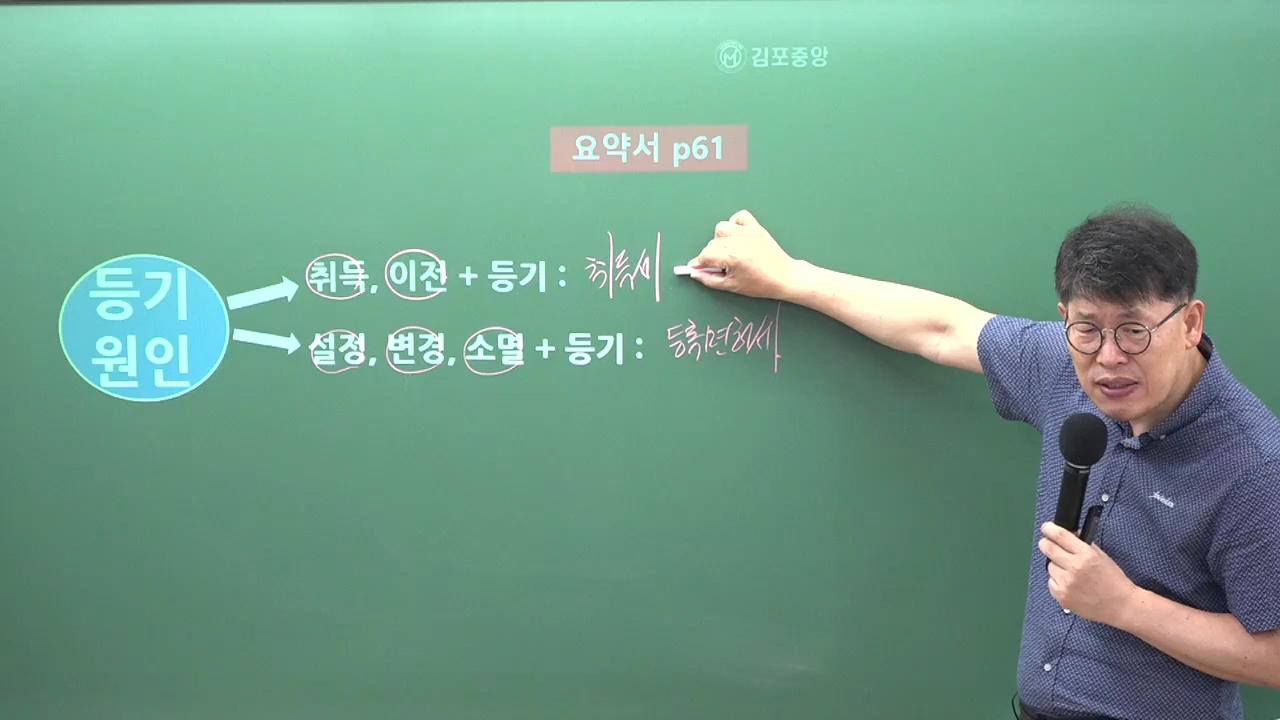 김포중앙
요약서 p61
등기
원인
취득, 이전 + 등기 : 취득세
설정, 변경, 소멸 + 등기 : 등록면허세